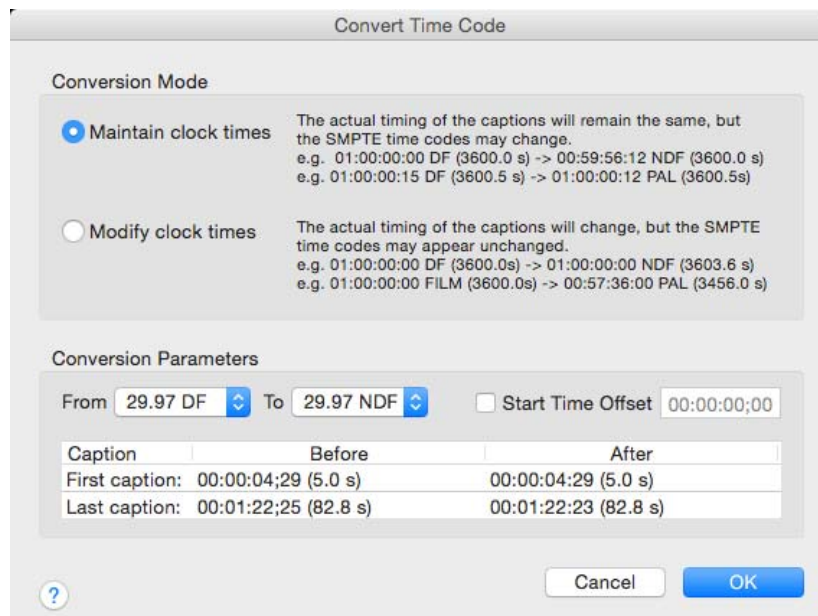 Convert Time Code
Conversion Mode
Maintain clock times
The actual timing of the captions will remain the same, but
the SMPTE time codes may change.
e.g. 01:00:00:00 DF (3600.0 s) -> 00:59:56:12 NDF (3600.0 s)
e.g. 01:00:00:15 DF (3600.5 s) -> 01:00:00:12 PAL (3600.5s)
Modify clock times
The actual timing of the captions will change, but the SMPTE
time codes may appear unchanged.
e.g. 01:00:00:00 DF (3600.0s) -> 01:00:00:00 NDF (3603.6 s)
e.g. 01:00:00:00 FILM (3600.0s) -> 00:57:36:00 PAL (3456.0 s)
Conversion Parameters
From 29.97 DF To 29.97 NDF Start Time Offset 00:00:00;00
Caption Before After
First caption: 00:00:04;29 (5.0 s) 00:00:04:29 (5.0 s)
Last caption: 00:01:22;25 (82.8 s) 00:01:22:23 (82.8 s)
? Cancel OK